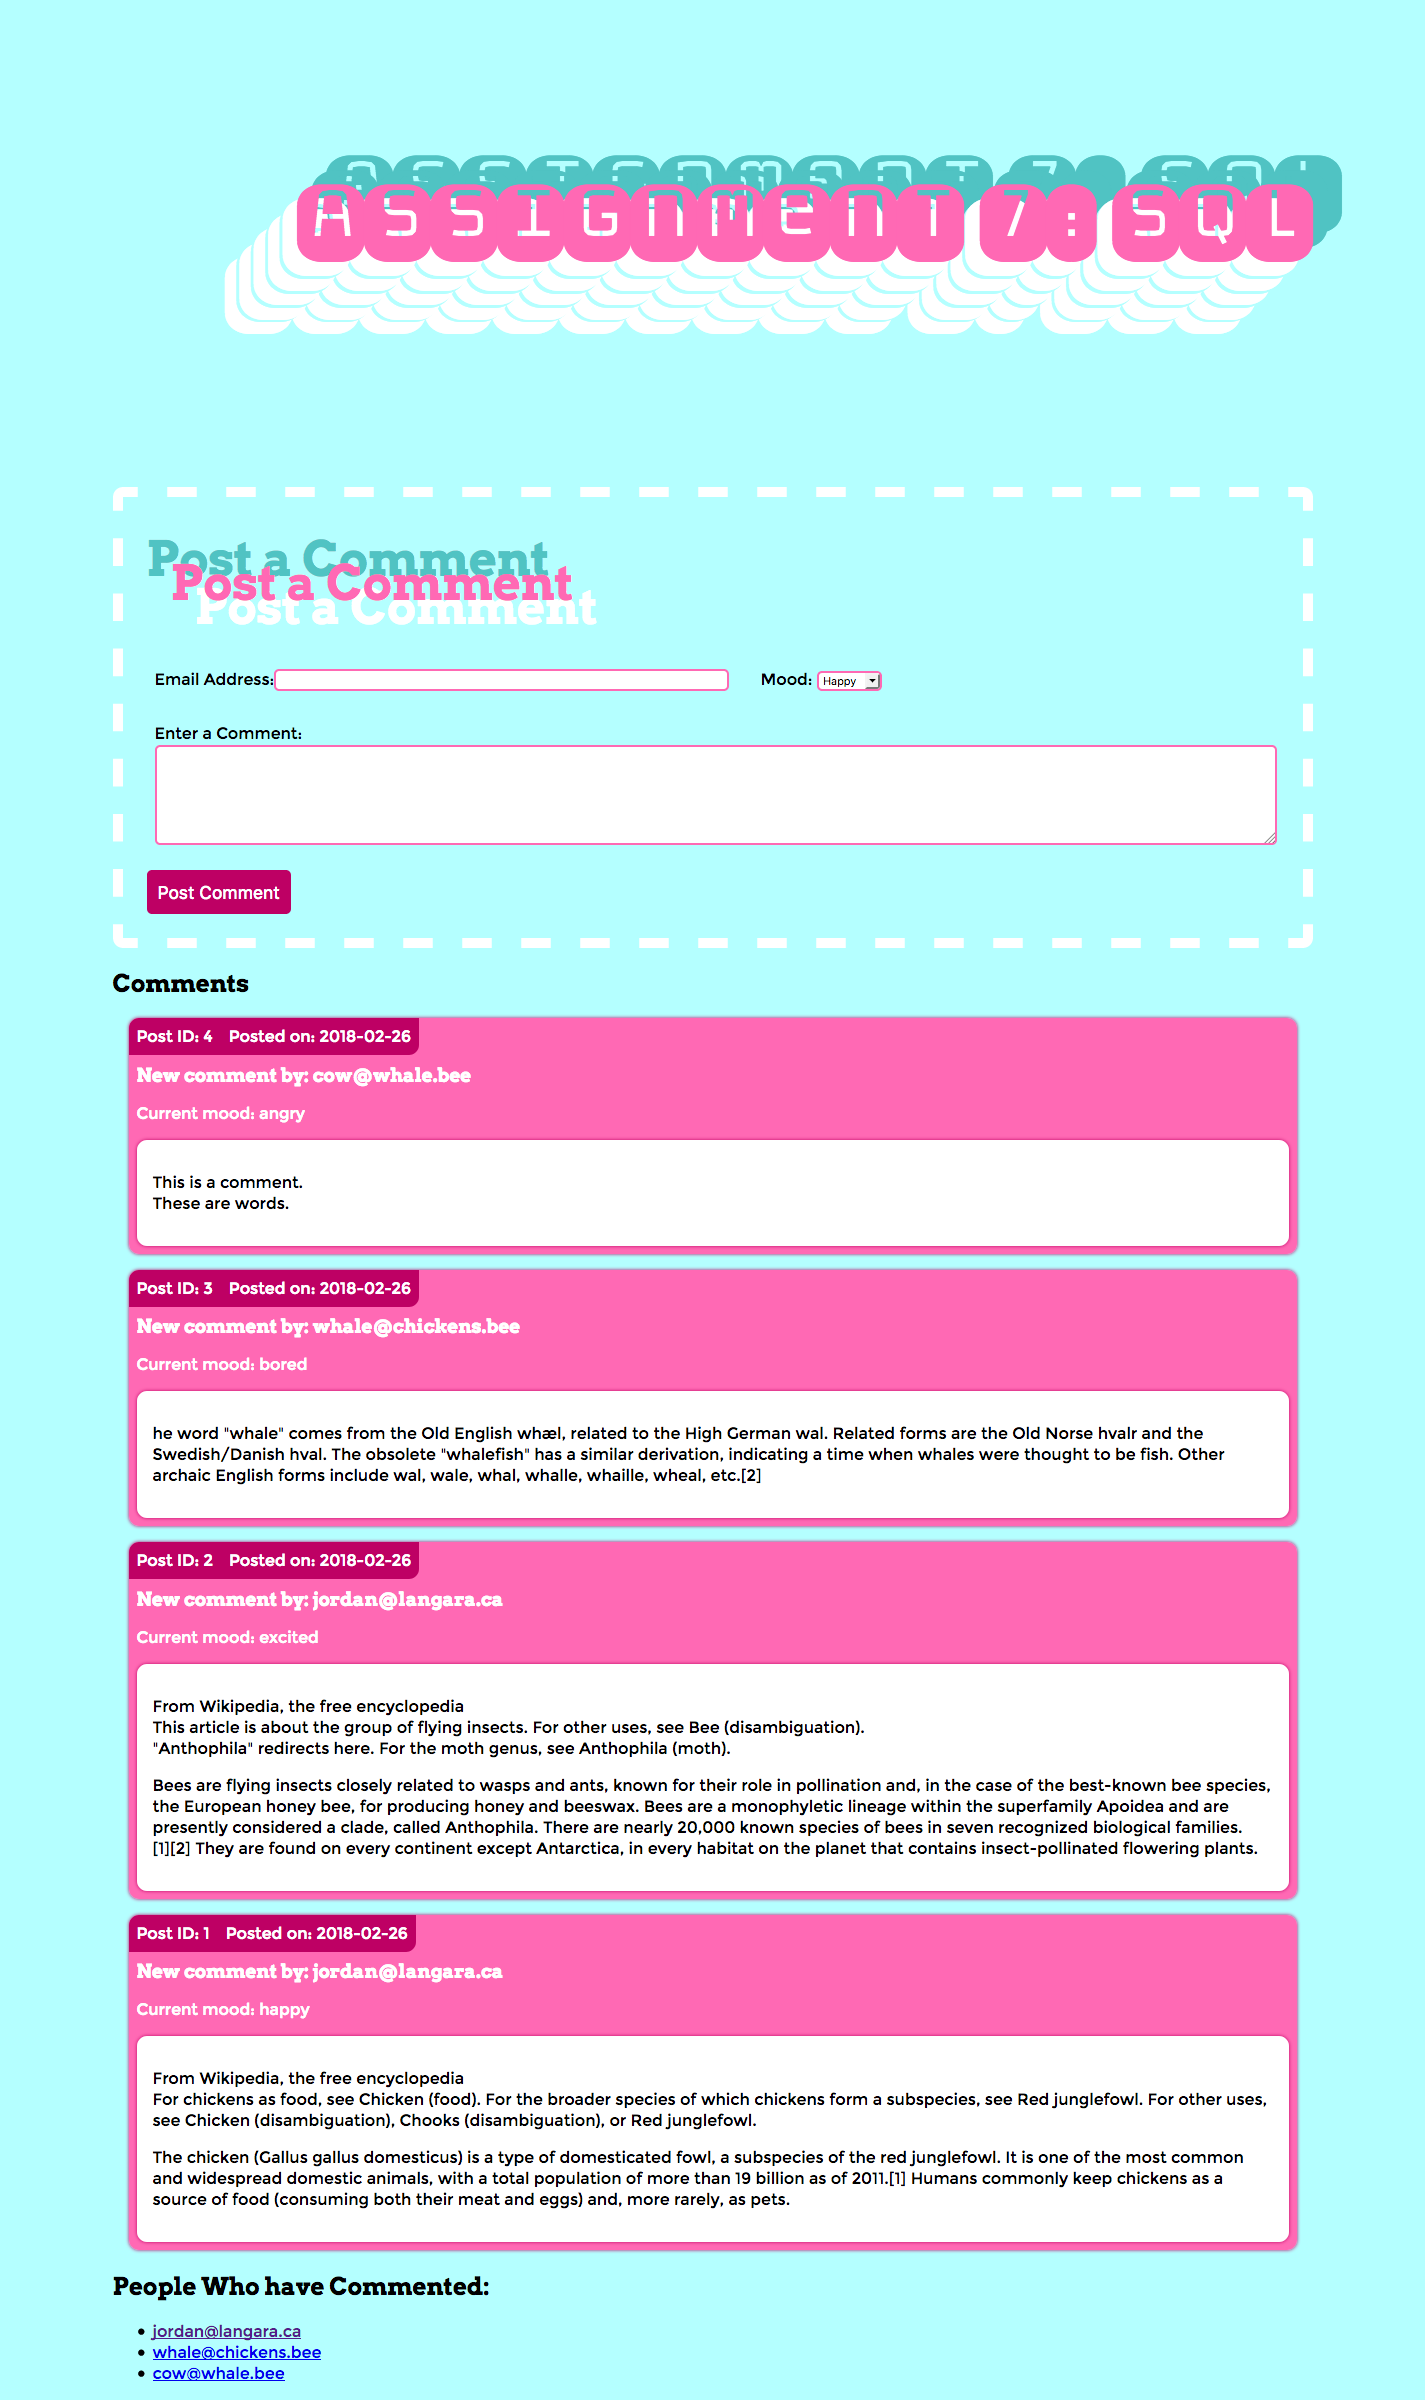 ASSIGnmenT 7: SQL
Post a Comment
Post a Comment
Post a Comment
Email Address:
Mood: Happy
Enter a Comment:
Post Comment
Comments
Post ID: 4 Posted on: 2018-02-26
New comment by: cow@whale.bee
Current mood: angry
This is a comment.
These are words.
Post ID: 3 Posted on: 2018-02-26
New comment by: whale@chickens.bee
Current mood: bored
he word "whale" comes from the Old English whæl, related to the High German wal. Related forms are the Old Norse hvalr and the
Swedish/Danish hval. The obsolete "whalefish" has a similar derivation, indicating a time when whales were thought to be fish. Other
archaic English forms include wal, wale, whal, whalle, whaille, wheal, etc.[2]
Post ID: 2 Posted on: 2018-02-26
New comment by: jordan@langara.ca
Current mood: excited
From Wikipedia, the free encyclopedia
This article is about the group of flying insects. For other uses, see Bee (disambiguation).
"Anthophila" redirects here. For the moth genus, see Anthophila (moth).
Bees are flying insects closely related to wasps and ants, known for their role in pollination and, in the case of the best-known bee species,
the European honey bee, for producing honey and beeswax. Bees are a monophyletic lineage within the superfamily Apoidea and are
presently considered a clade, called Anthophila. There are nearly 20,000 known species of bees in seven recognized biological families.
[1][2] They are found on every continent except Antarctica, in every habitat on the planet that contains insect-pollinated flowering plants.
Post ID: 1 Posted on: 2018-02-26
New comment by: jordan@langara.ca
Current mood: happy
From Wikipedia, the free encyclopedia
For chickens as food, see Chicken (food). For the broader species of which chickens form a subspecies, see Red junglefowl. For other uses,
see Chicken (disambiguation), Chooks (disambiguation), or Red junglefowl.
The chicken (Gallus gallus domesticus) is a type of domesticated fowl, a subspecies of the red junglefowl. It is one of the most common
and widespread domestic animals, with a total population of more than 19 billion as of 2011.[1] Humans commonly keep chickens as a
source of food (consuming both their meat and eggs) and, more rarely, as pets.
People Who have Commented:
jordan@langara.ca
whale@chickens.bee
cow@whale.bee